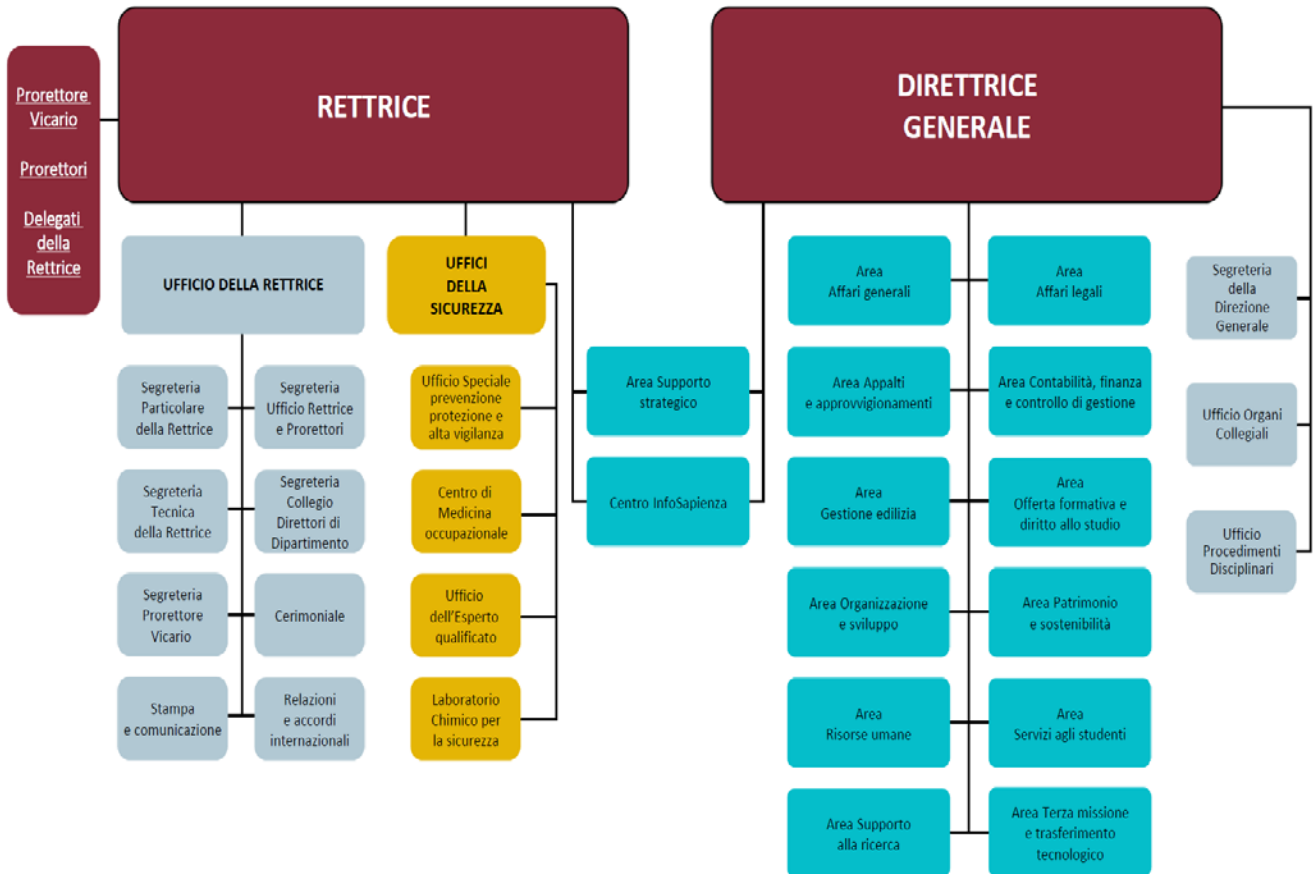 Prorettore
Vicario
Prorettori
Delegati
della
Rettrice
RETTRICE
DIRETTRICE
GENERALE
UFFICIO DELLA RETTRICE
Segreteria
Particolare
della Rettrice
Segreteria
Ufficio Rettrice
e Prorettori
Segreteria
Tecnica
della Rettrice
Segreteria
Collegio
Direttori di
Dipartimento
Segreteria
Prorettore
Vicario
Cerimoniale
Stampa
e comunicazione
Relazioni
e accordi
internazionali
UFFICI
DELLA
SICUREZZA
Ufficio Speciale
prevenzione
protezione e
alta vigilanza
Centro di
Medicina
occupazionale
Ufficio
dell'Esperto
qualificato
Laboratorio
Chimico per
la sicurezza
Area Supporto
strategico
Centro InfoSapienza
Area
Affari generali
Area
Affari legali
Area Appalti
e approvvigionamenti
Area Contabilità, finanza
e controllo di gestione
Area
Gestione edilizia
Area
Offerta formativa e
diritto allo studio
Area Organizzazione
e sviluppo
Area Patrimonio
e sostenibilità
Area
Risorse umane
Area
Servizi agli studenti
Area Supporto
alla ricerca
Area Terza missione
e trasferimento
tecnologico
Segreteria
della
Direzione
Generale
Ufficio Organi
Collegiali
Ufficio
Procedimenti
Disciplinari